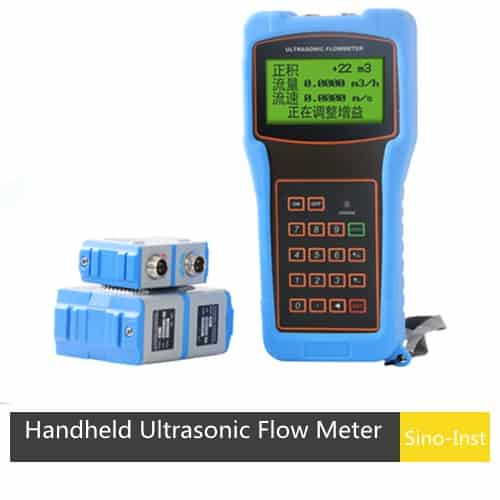 ULTRASONIC FLOWMETER
正积 +22 m3
流量 0.0000 m3/h
流速 0.0000 m/s
正在调整增益
ON OFF
7 8 9
4 5 6
1 2 3
0
Handheld Ultrasonic Flow Meter
Sino-Inst